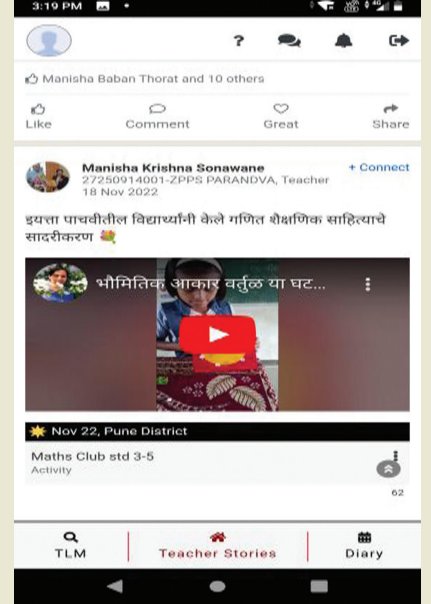 3:19 PM
4G
?
Manisha Baban Thorat and 10 others
Like Comment Great Share
Manisha Krishna Sonawane + Connect
27250914001-ZPPS PARANDVA, Teacher
18 Nov 2022
इयत्ता पाचवीतील विद्यार्थ्यांनी केले गणित शैक्षणिक साहित्याचे
सादरीकरण
भौमितिक आकार वर्तुळ या घट...
Nov 22, Pune District
Maths Club std 3-5
Activity
62
TLM Teacher Stories Diary